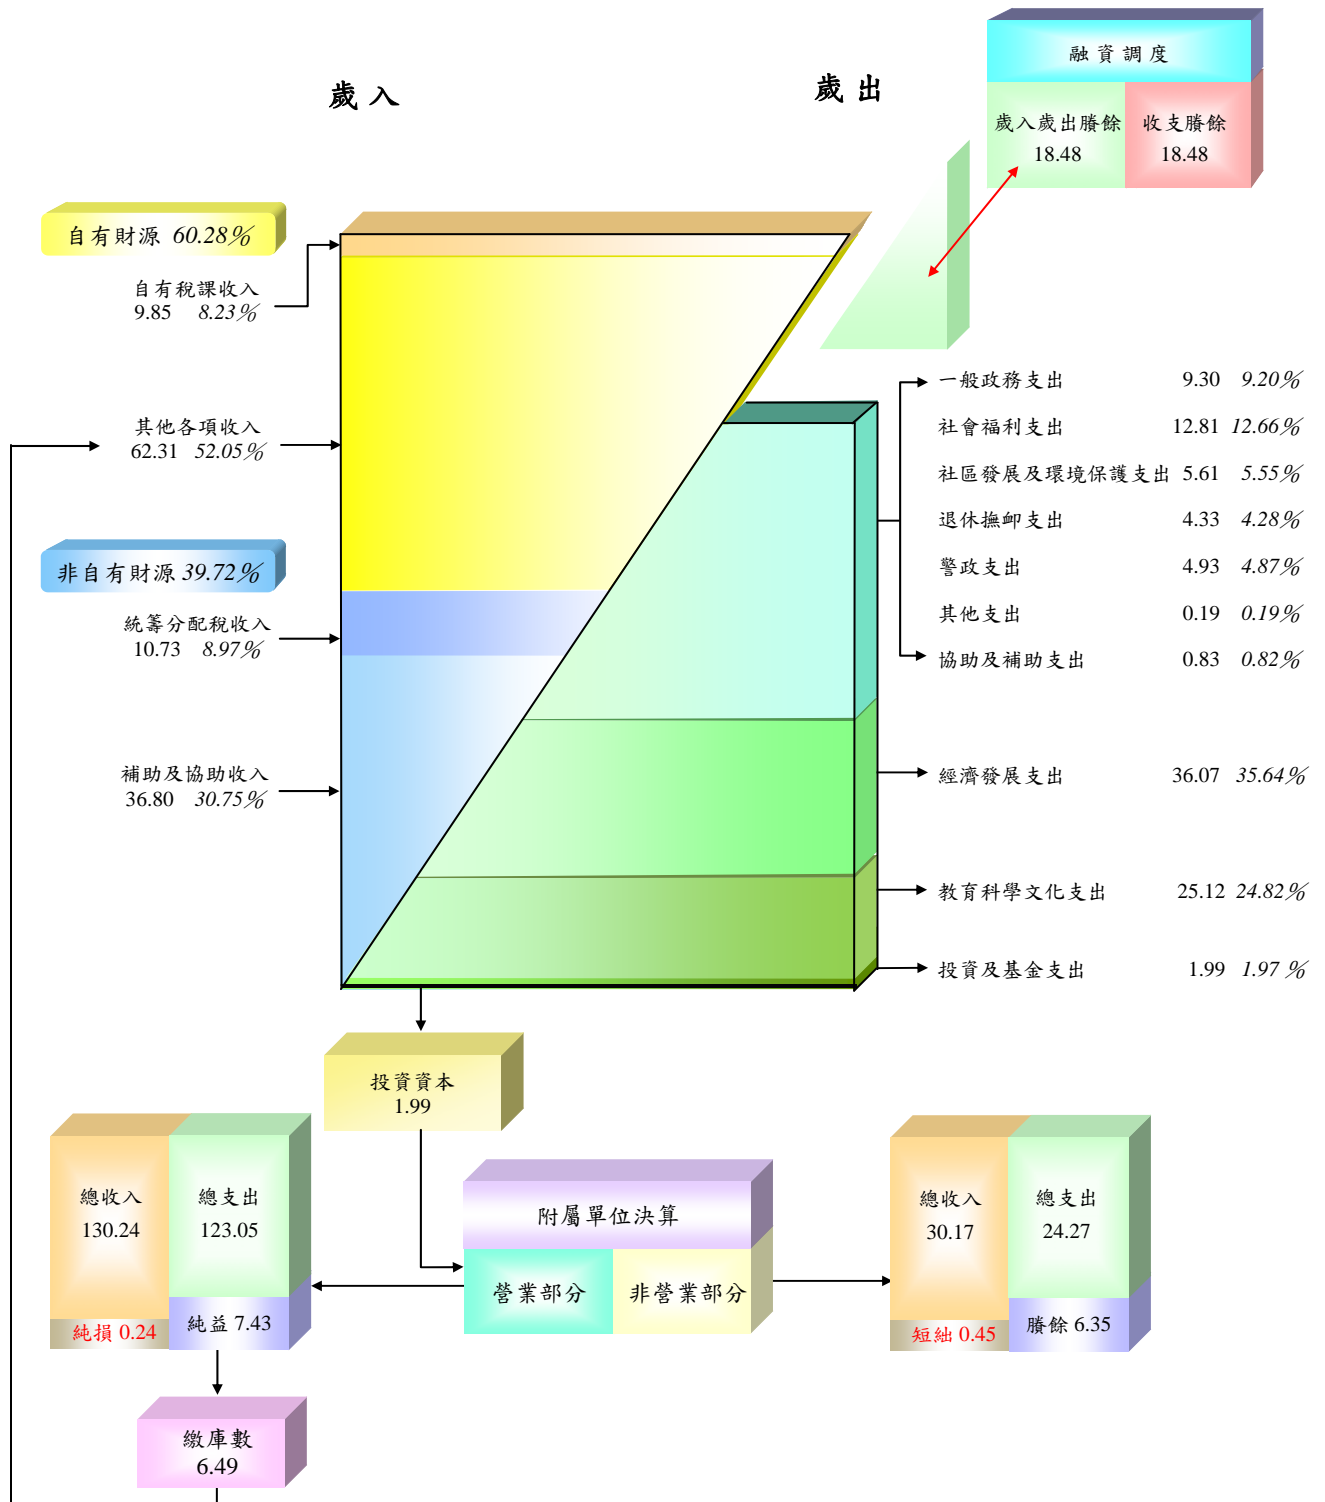 歲入
歲出
融資調度
歲入歲出賸餘
18.48
收支賸餘
18.48
自有財源 60.28%
自有稅課收入
9.85 8.23%
其他各項收入
62.31 52.05%
非自有財源 39.72%
統籌分配稅收入
10.73 8.97%
補助及協助收入
36.80 30.75%
一般政務支出 9.30 9.20%
社會福利支出 12.81 12.66%
社區發展及環境保護支出 5.61 5.55%
退休撫卹支出 4.33 4.28%
警政支出 4.93 4.87%
其他支出 0.19 0.19%
協助及補助支出 0.83 0.82%
經濟發展支出 36.07 35.64%
教育科學文化支出 25.12 24.82%
投資及基金支出 1.99 1.97 %
投資資本
1.99
總收入
130.24
總支出
123.05
純損 0.24
純益 7.43
附屬單位決算
營業部分
非營業部分
總收入
30.17
總支出
24.27
短絀 0.45
賸餘 6.35
繳庫數
6.49